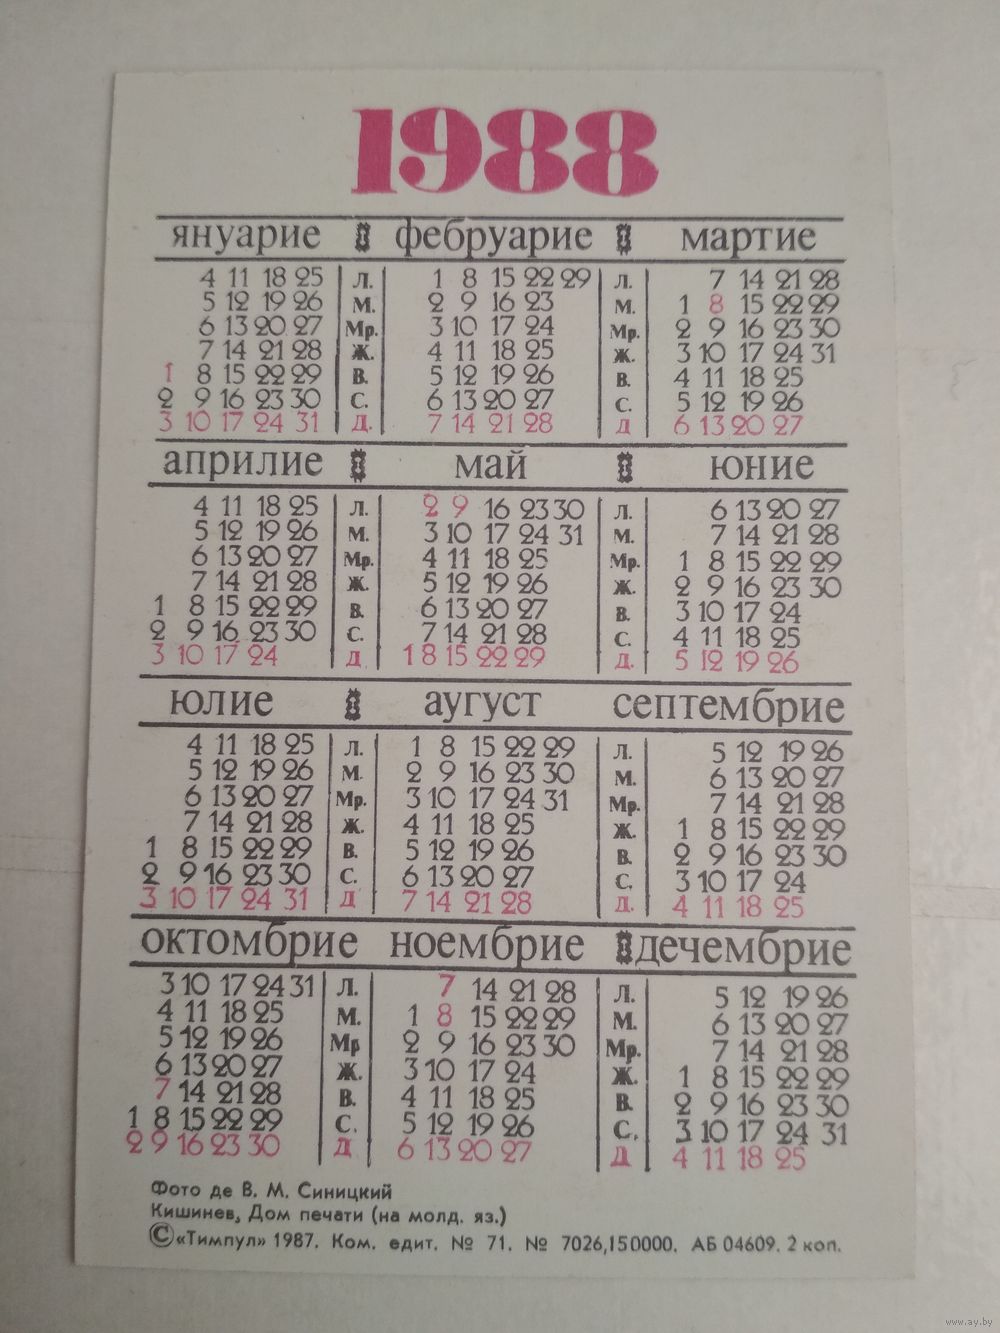 1988
януарие фебруарие мартие
4 11 18 25 Л. 1 8 15 22 29 Л. 7 14 21 28
5 12 19 26 М. 2 9 16 23 М. 1 8 15 22 29
6 13 20 27 Мр. 3 10 17 24 Мр. 2 9 16 23 30
7 14 21 28 Ж. 4 11 18 25 Ж. 3 10 17 24 31
1 8 15 22 29 В. 5 12 19 26 В. 4 11 18 25
2 9 16 23 30 С. 6 13 20 27 С. 5 12 19 26
3 10 17 24 31 Д. 7 14 21 28 Д 6 13 20 27
априлие май юние
4 11 18 25 Л. 2 9 16 23 30 Л. 6 13 20 27
5 12 19 26 М. 3 10 17 24 31 М. 7 14 21 28
6 13 20 27 Мр. 4 11 18 25 Мр. 1 8 15 22 29
7 14 21 28 Ж. 5 12 19 26 Ж. 2 9 16 23 30
1 8 15 22 29 В. 6 13 20 27 В. 3 10 17 24
2 9 16 23 30 С. 7 14 21 28 С. 4 11 18 25
3 10 17 24 Д 1 8 15 22 29 Д. 5 12 19 26
юлие аугуст септембрие
4 11 18 25 Л. 1 8 15 22 29 Л. 5 12 19 26
5 12 19 26 М. 2 9 16 23 30 М. 6 13 20 27
6 13 20 27 Мр. 3 10 17 24 31 Мр. 7 14 21 28
7 14 21 28 Ж. 4 11 18 25 Ж. 1 8 15 22 29
1 8 15 22 29 В. 5 12 19 26 В. 2 9 16 23 30
2 9 16 23 30 С. 6 13 20 27 С. 3 10 17 24
3 10 17 24 31 Д 7 14 21 28 Д. 4 11 18 25
октомбрие ноембрие дечембрие
3 10 17 24 31 Л. 7 14 21 28 Л. 5 12 19 26
4 11 18 25 М. 1 8 15 22 29 М. 6 13 20 27
5 12 19 26 Мр 2 9 16 23 30 Мр. 7 14 21 28
6 13 20 27 Ж. 3 10 17 24 Ж. 1 8 15 22 29
7 14 21 28 В. 4 11 18 25 В. 2 9 16 23 30
1 8 15 22 29 С. 5 12 19 26 С. 3 10 17 24 31
2 9 16 23 30 Д 6 13 20 27 Д 4 11 18 25
Фото де В. М. Синицкий
Кишинев, Дом печати (на молд. яз.)
©«Тимпул» 1987. Ком. едит. № 71. № 7026,150000. АБ 04609. 2 коп.
www.ay.by